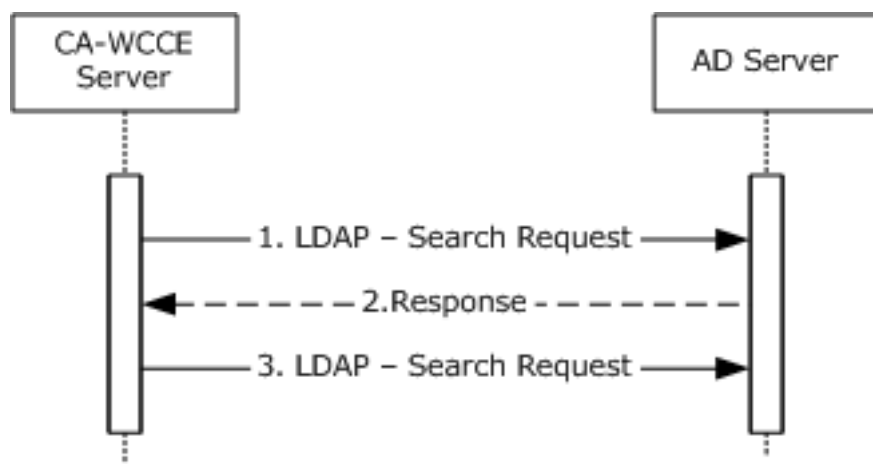 CA-WCCE
Server
AD Server
1. LDAP – Search Request
2.Response
3. LDAP – Search Request